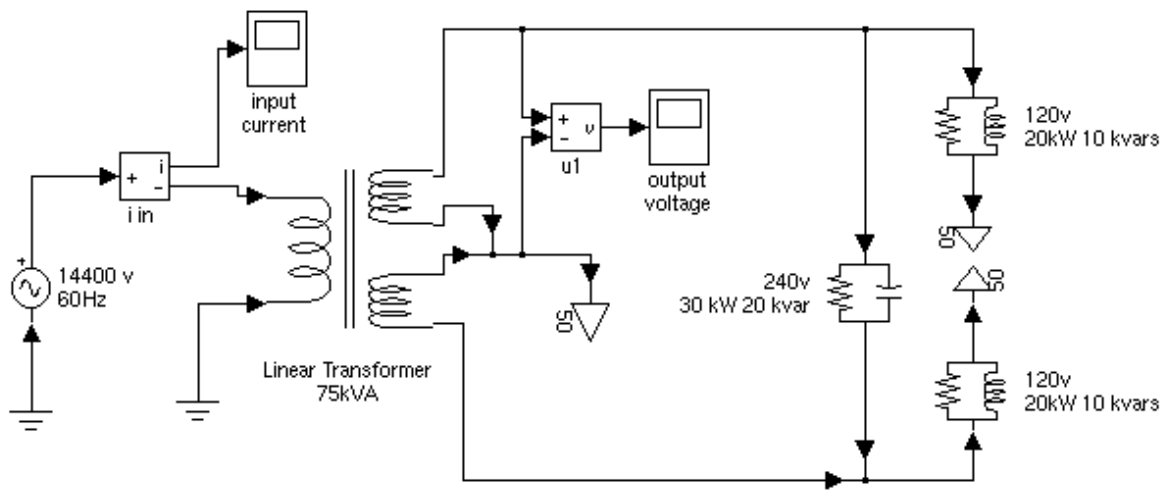 input
current
i
+
−
i in
+
14400 v
60Hz
Linear Transformer
75kVA
+
−
v
u1
output
voltage
50
240v
30 kW 20 kvar
120v
20kW 10 kvars
50
50
120v
20kW 10 kvars